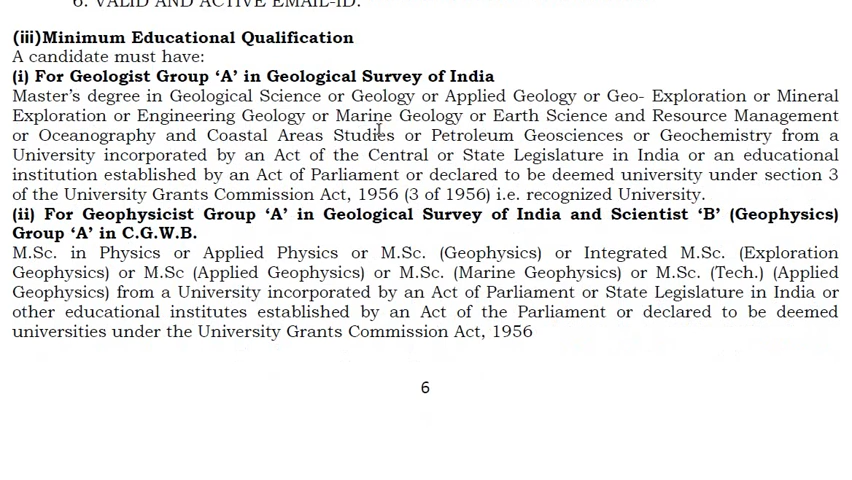 6. VALID AND ACTIVE EMAIL-ID.
(iii)Minimum Educational Qualification
A candidate must have:
(i) For Geologist Group ‘A’ in Geological Survey of India
Master’s degree in Geological Science or Geology or Applied Geology or Geo- Exploration or Mineral
Exploration or Engineering Geology or Marine Geology or Earth Science and Resource Management
or Oceanography and Coastal Areas Studies or Petroleum Geosciences or Geochemistry from a
University incorporated by an Act of the Central or State Legislature in India or an educational
institution established by an Act of Parliament or declared to be deemed university under section 3
of the University Grants Commission Act, 1956 (3 of 1956) i.e. recognized University.
(ii) For Geophysicist Group ‘A’ in Geological Survey of India and Scientist ‘B’ (Geophysics)
Group ‘A’ in C.G.W.B.
M.Sc. in Physics or Applied Physics or M.Sc. (Geophysics) or Integrated M.Sc. (Exploration
Geophysics) or M.Sc (Applied Geophysics) or M.Sc. (Marine Geophysics) or M.Sc. (Tech.) (Applied
Geophysics) from a University incorporated by an Act of Parliament or State Legislature in India or
other educational institutes established by an Act of the Parliament or declared to be deemed
universities under the University Grants Commission Act, 1956
6